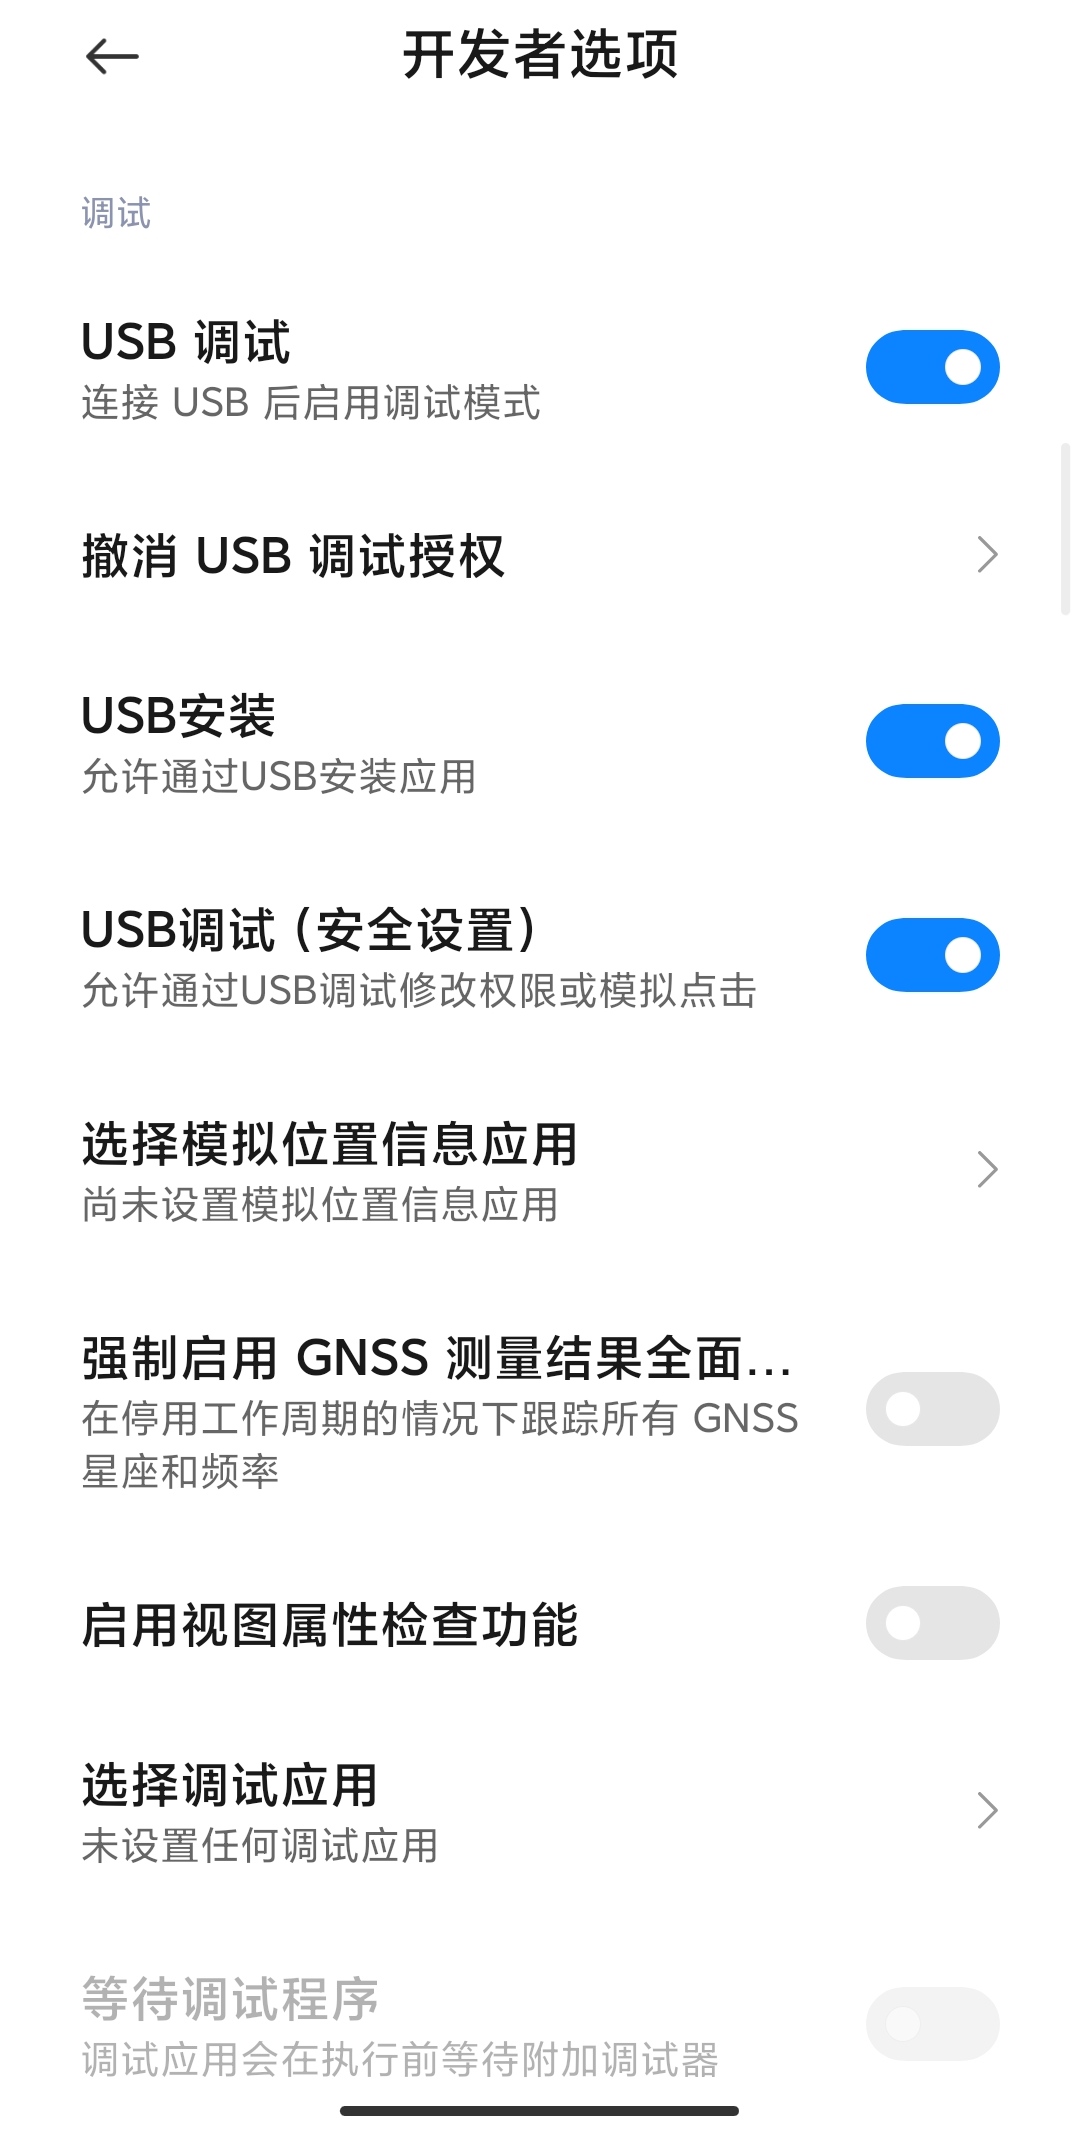 开发者选项
调试
USB 调试
连接 USB 后启用调试模式
撤消 USB 调试授权
USB安装
允许通过USB安装应用
USB调试（安全设置）
允许通过USB调试修改权限或模拟点击
选择模拟位置信息应用
尚未设置模拟位置信息应用
强制启用 GNSS 测量结果全面...
在停用工作周期的情况下跟踪所有 GNSS
星座和频率
启用视图属性检查功能
选择调试应用
未设置任何调试应用
等待调试程序
调试应用会在执行前等待附加调试器